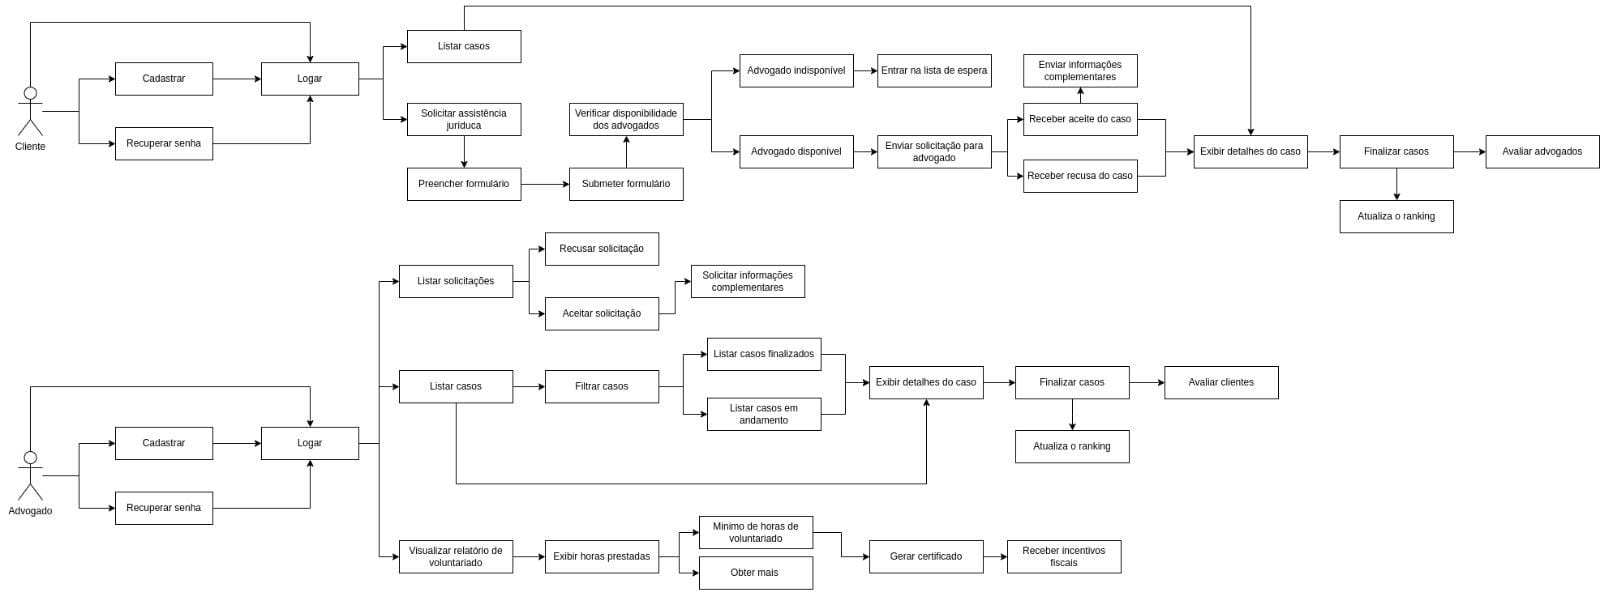 Listar casos
Cadastrar
Logar
Cliente
Recuperar senha
Solicitar assistência
juríduca
Preencher formulário
Submeter formulário
Verificar disponibilidade
dos advogados
Advogado indisponível
Entrar na lista de espera
Advogado disponível
Enviar solicitação para
advogado
Enviar informações
complementares
Receber aceite do caso
Receber recusa do caso
Exibir detalhes do caso
Finalizar casos
Avaliar advogados
Atualiza o ranking
Listar solicitações
Recusar solicitação
Aceitar solicitação
Solicitar informações
complementares
Listar casos
Filtrar casos
Listar casos finalizados
Listar casos em
andamento
Exibir detalhes do caso
Finalizar casos
Avaliar clientes
Atualiza o ranking
Cadastrar
Logar
Advogado
Recuperar senha
Visualizar relatório de
voluntariado
Exibir horas prestadas
Minimo de horas de
voluntariado
Obter mais
Gerar certificado
Receber incentivos
fiscais